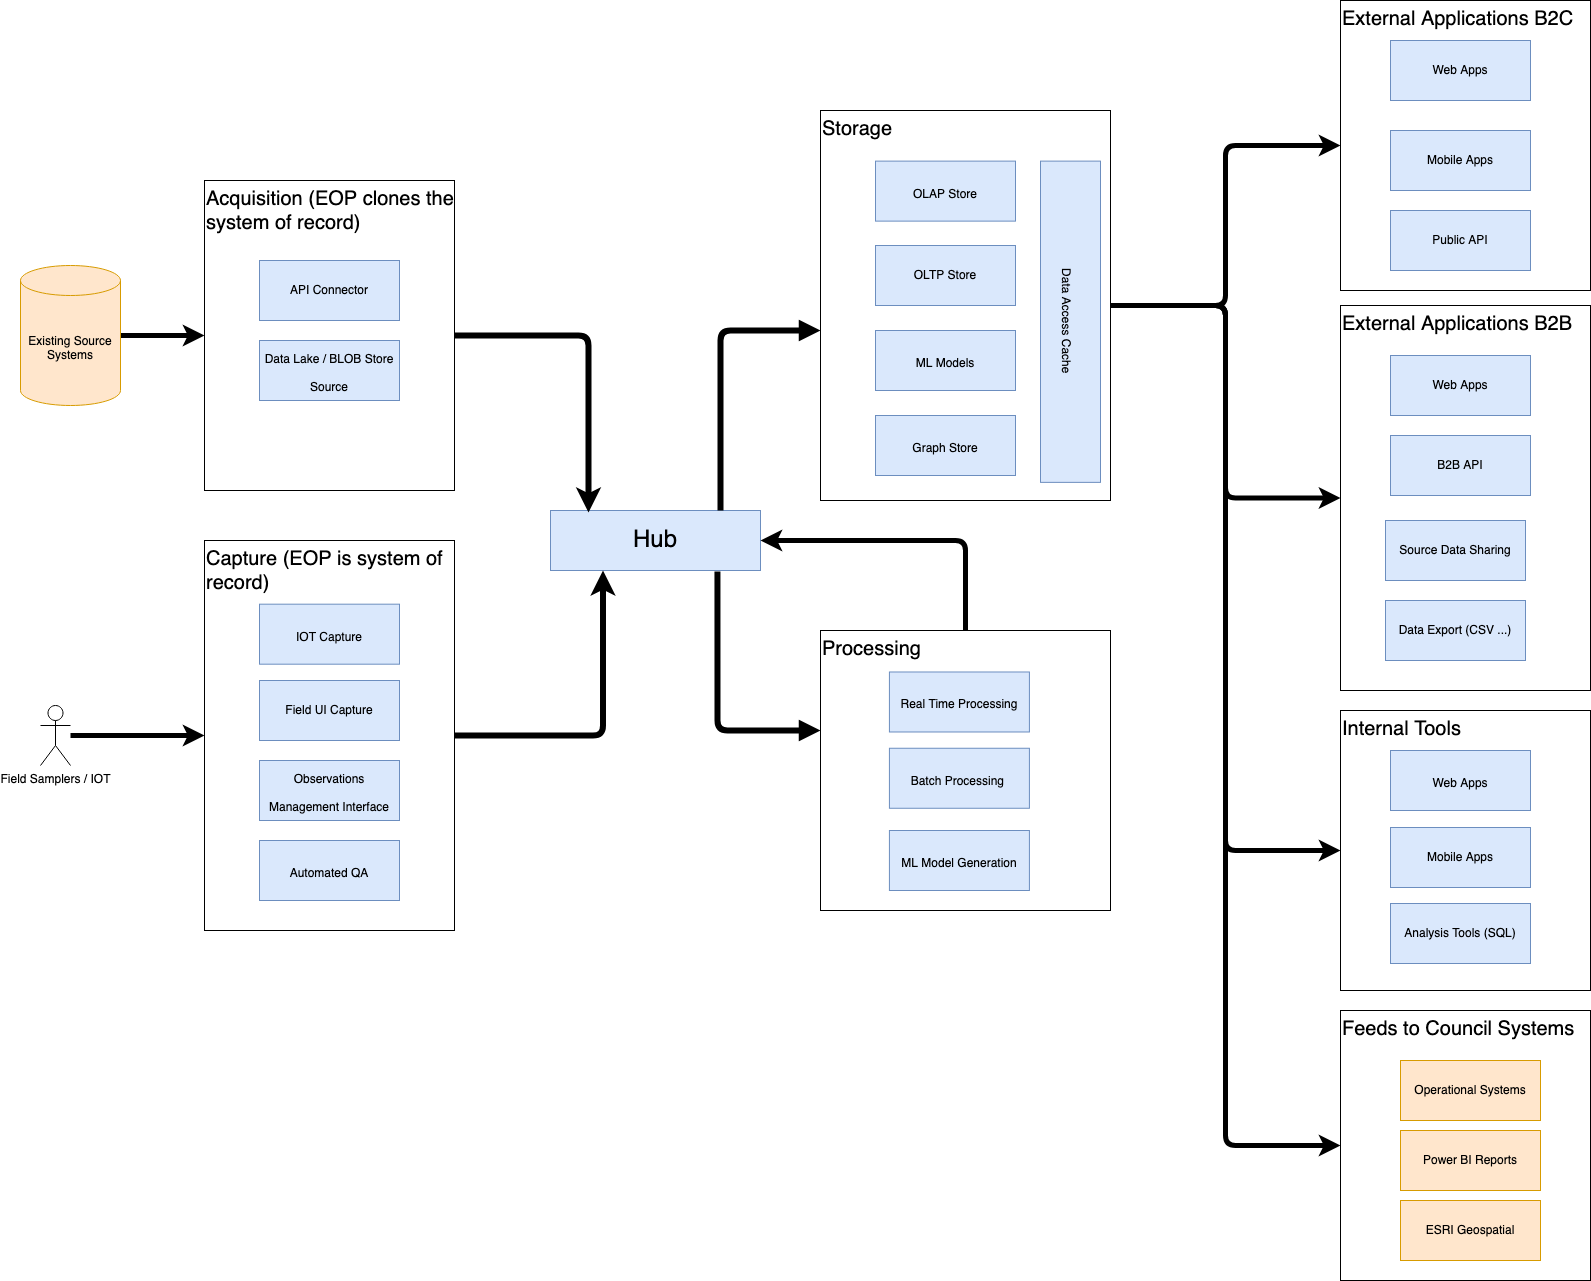 Existing Source
Systems
Field Samplers / IOT
Acquisition (EOP clones the
system of record)
API Connector
Data Lake / BLOB Store
Source
Capture (EOP is system of
record)
IOT Capture
Field UI Capture
Observations
Management Interface
Automated QA
Hub
Storage
OLAP Store
OLTP Store
ML Models
Graph Store
Data Access Cache
Processing
Real Time Processing
Batch Processing
ML Model Generation
External Applications B2C
Web Apps
Mobile Apps
Public API
External Applications B2B
Web Apps
B2B API
Source Data Sharing
Data Export (CSV ...)
Internal Tools
Web Apps
Mobile Apps
Analysis Tools (SQL)
Feeds to Council Systems
Operational Systems
Power BI Reports
ESRI Geospatial